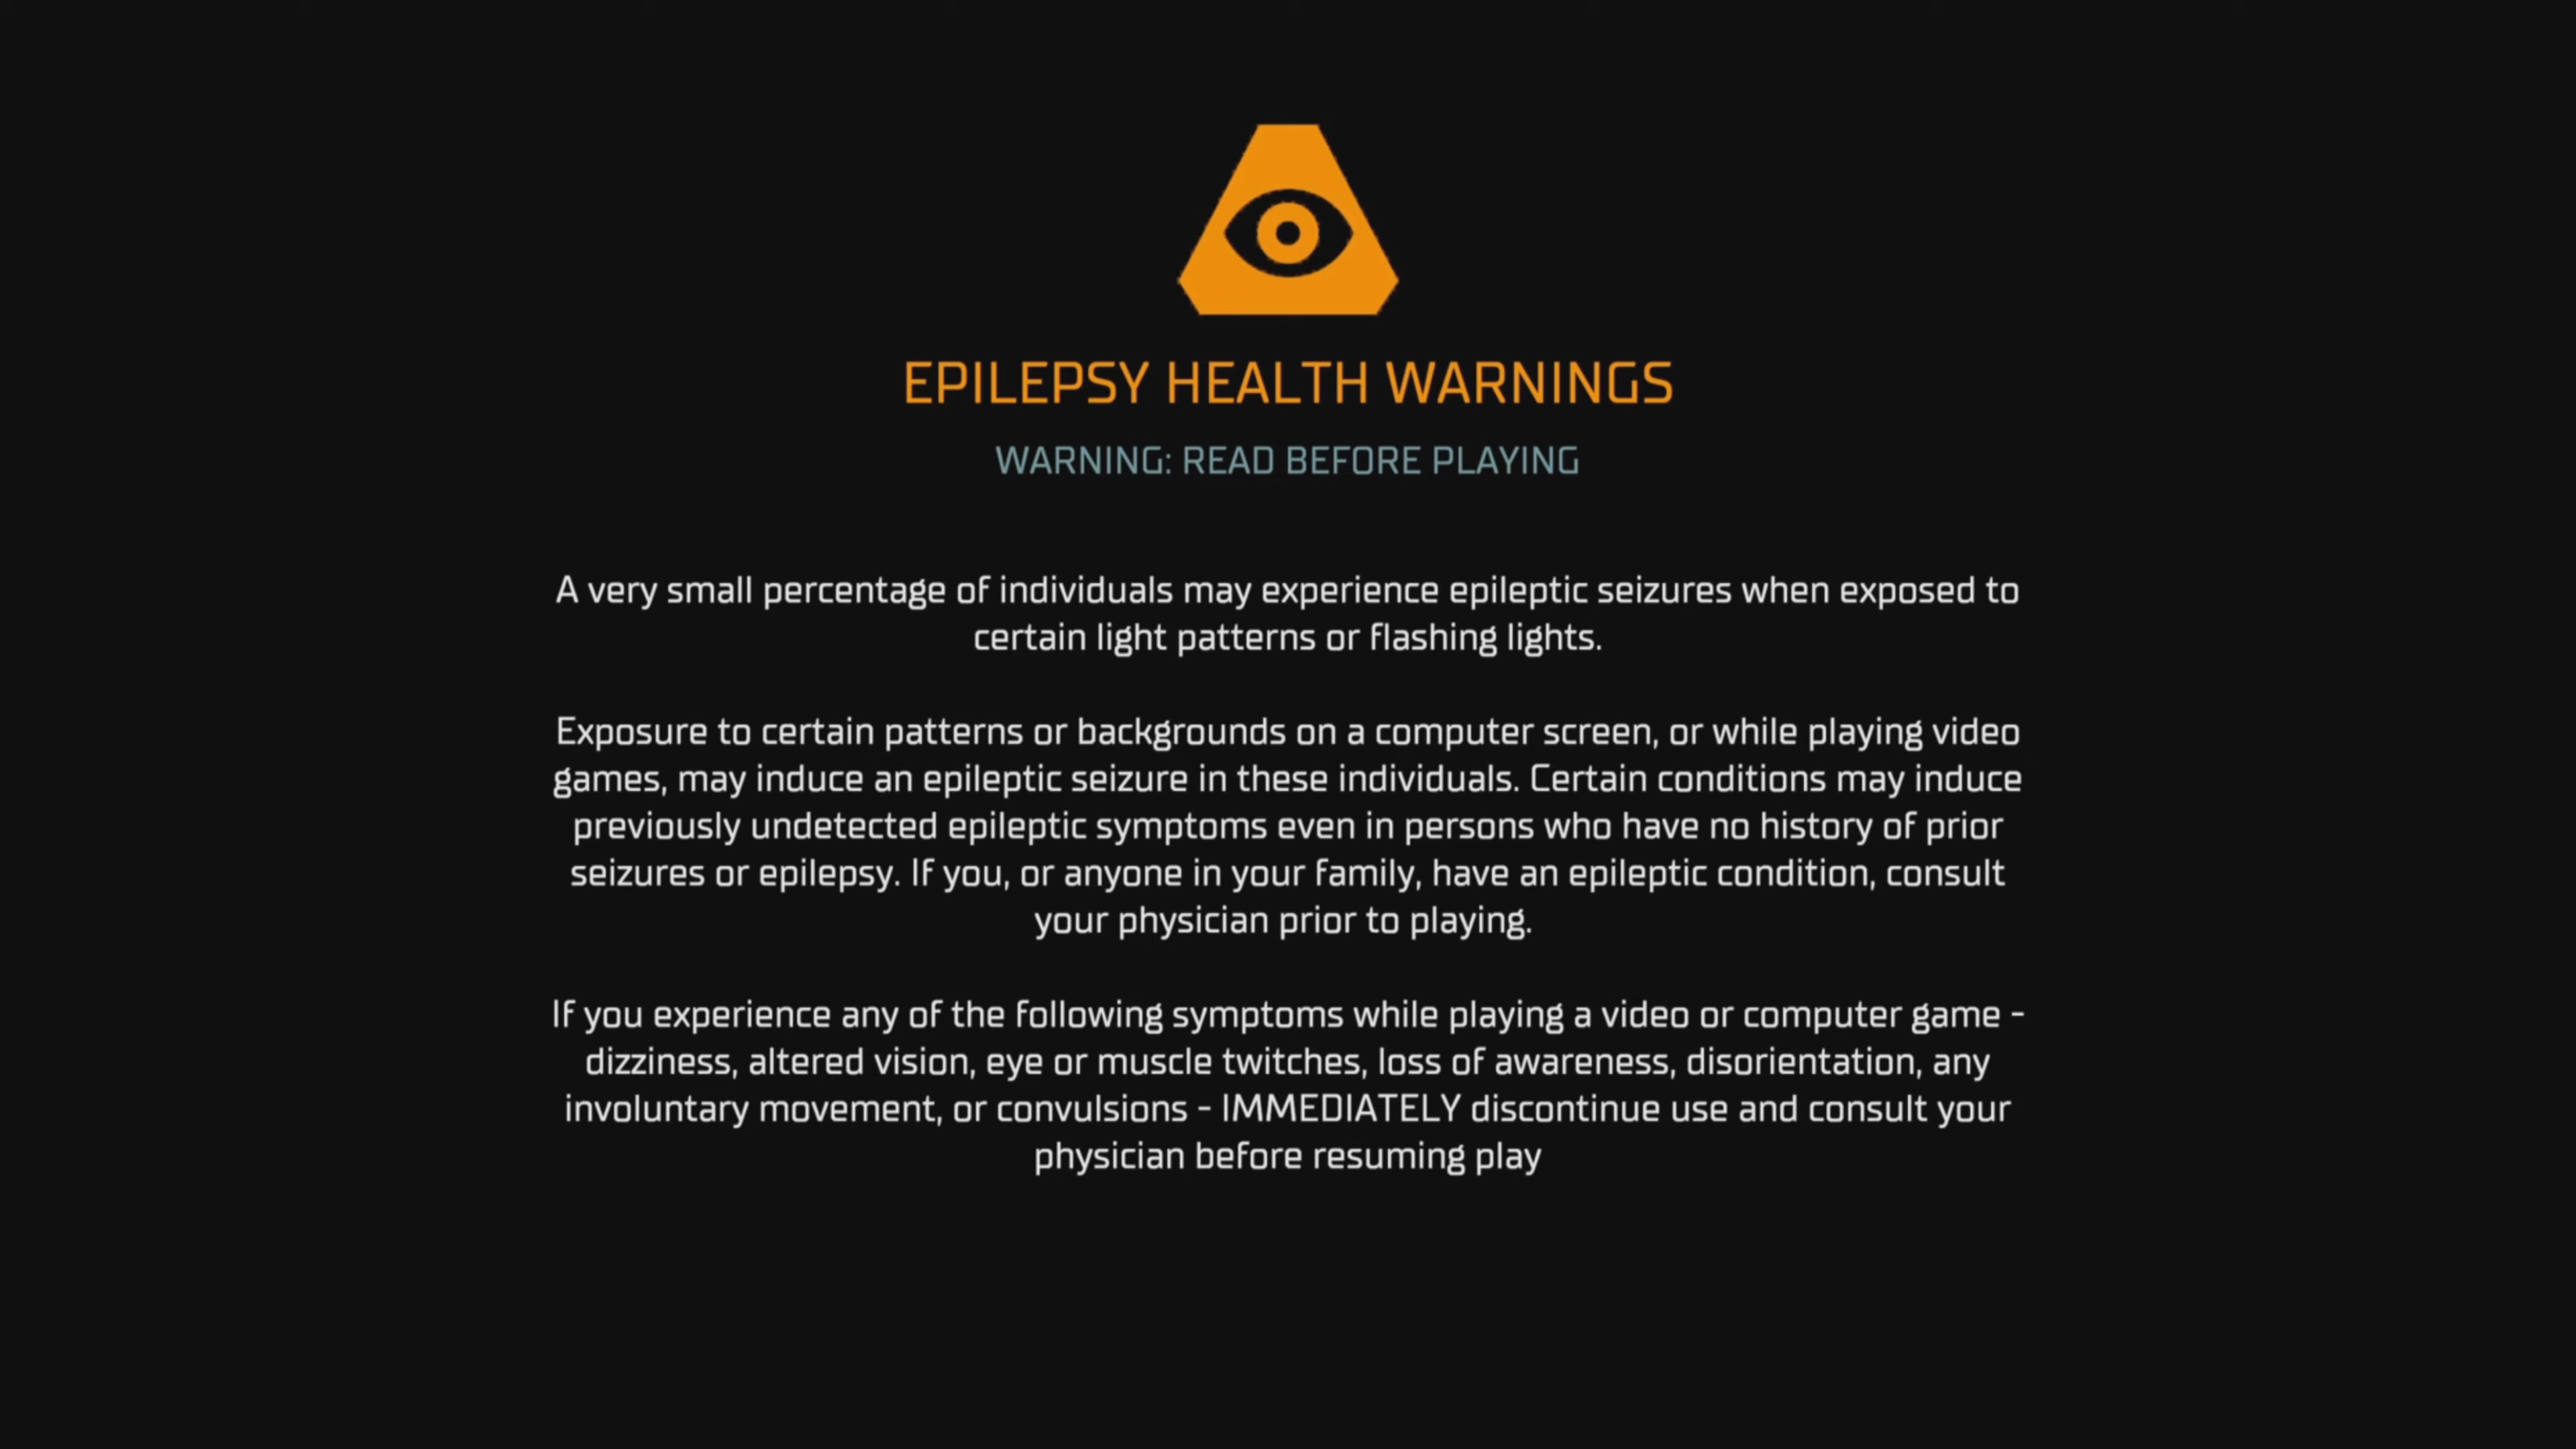 EPILEPSY HEALTH WARNINGS
WARNING: READ BEFORE PLAYING
A very small percentage of individuals may experience epileptic seizures when exposed to
certain light patterns or flashing lights.
Exposure to certain patterns or backgrounds on a computer screen, or while playing video
games, may induce an epileptic seizure in these individuals. Certain conditions may induce
previously undetected epileptic symptoms even in persons who have no history of prior
seizures or epilepsy. If you, or anyone in your family, have an epileptic condition, consult
your physician prior to playing.
If you experience any of the following symptoms while playing a video or computer game -
dizziness, altered vision, eye or muscle twitches, loss of awareness, disorientation, any
involuntary movement, or convulsions - IMMEDIATELY discontinue use and consult your
physician before resuming play